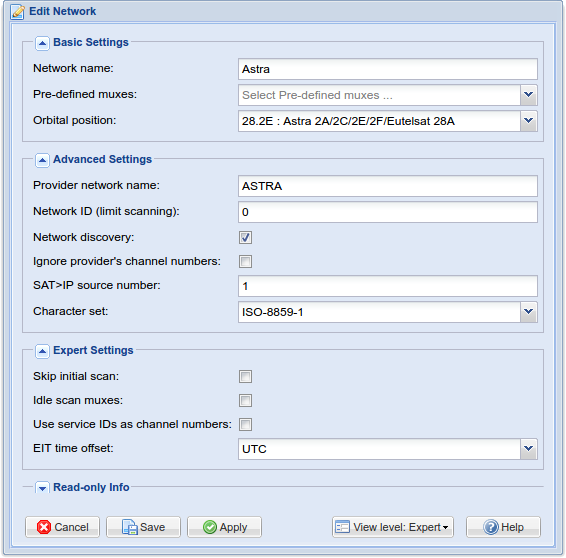 Edit Network
Basic Settings
Network name: Astra
Pre-defined muxes: Select Pre-defined muxes ...
Orbital position: 28.2E : Astra 2A/2C/2E/2F/Eutelsat 28A
Advanced Settings
Provider network name: ASTRA
Network ID (limit scanning): 0
Network discovery:
Ignore provider's channel numbers:
SAT>IP source number: 1
Character set: ISO-8859-1
Expert Settings
Skip initial scan:
Idle scan muxes:
Use service IDs as channel numbers:
EIT time offset: UTC
Read-only Info
Cancel Save Apply View level: Expert Help